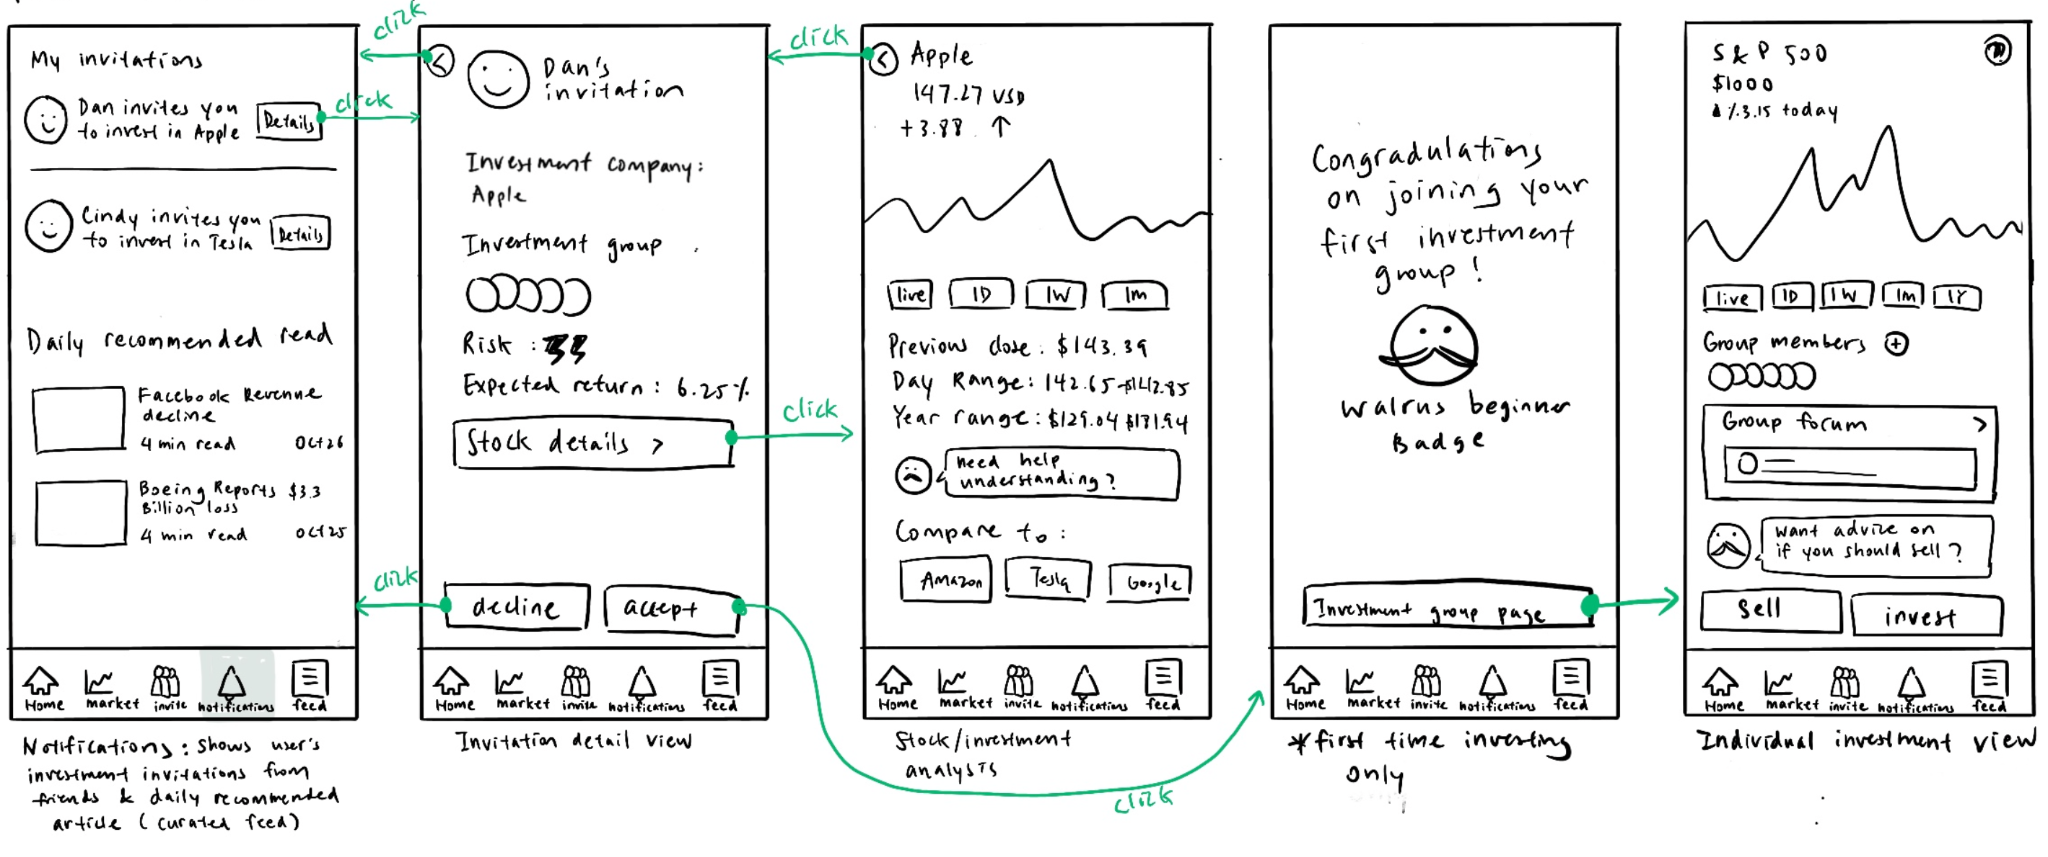 click
My invitations
Dan invites you
to invest in Apple
Details
click
Cindy invites you
to invest in Tesla
Details
Daily recommended read
Facebook Revenue
decline
4 min read Oct 26
Boeing Reports $3.3
Billion loss
4 min read Oct 25
Home market invite notifications feed
Notifications: shows user's
investment invitations from
friends & daily recommended
article (curated feed)
<
Dan's
invitation
Investment company:
Apple
Investment group
Risk:
Expected return: 6.25%
Stock details >
click
click
decline
accept
Home market invite notifications feed
Invitation detail view
click
click
<
Apple
147.27 USD
+3.88 ↑
live 1D 1W 1m
Previous close: $143.39
Day Range: 142.65-
Year range: $129.04
need help
understanding?
Compare to:
Amazon Tesla Google
Home market invite notifications feed
Stock/investment
analysis
Congradulations
on joining your
first investment
group!
Walrus beginner
Badge
Investment group page
Home market invite notifications feed
*first time investing
only
S & P 500
$1000
%3.15 today
live 1D 1W 1m 1Y
Group members +
Group forum >
want advice on
if you should sell?
Sell invest
Home market invite notifications feed
Individual investment view